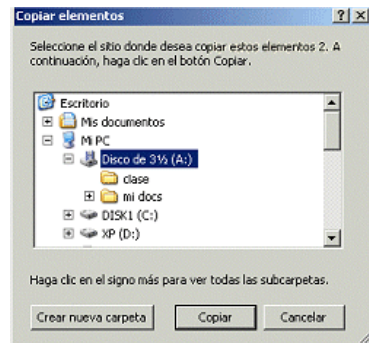 Copiar elementos
Seleccione el sitio donde desea copiar estos elementos 2. A
continuación, haga clic en el botón Copiar.
Escritorio
Mis documentos
Mi PC
Disco de 3½ (A:)
clase
mi docs
DISK1 (C:)
XP (D:)
Haga clic en el signo más para ver todas las subcarpetas.
Crear nueva carpeta Copiar Cancelar